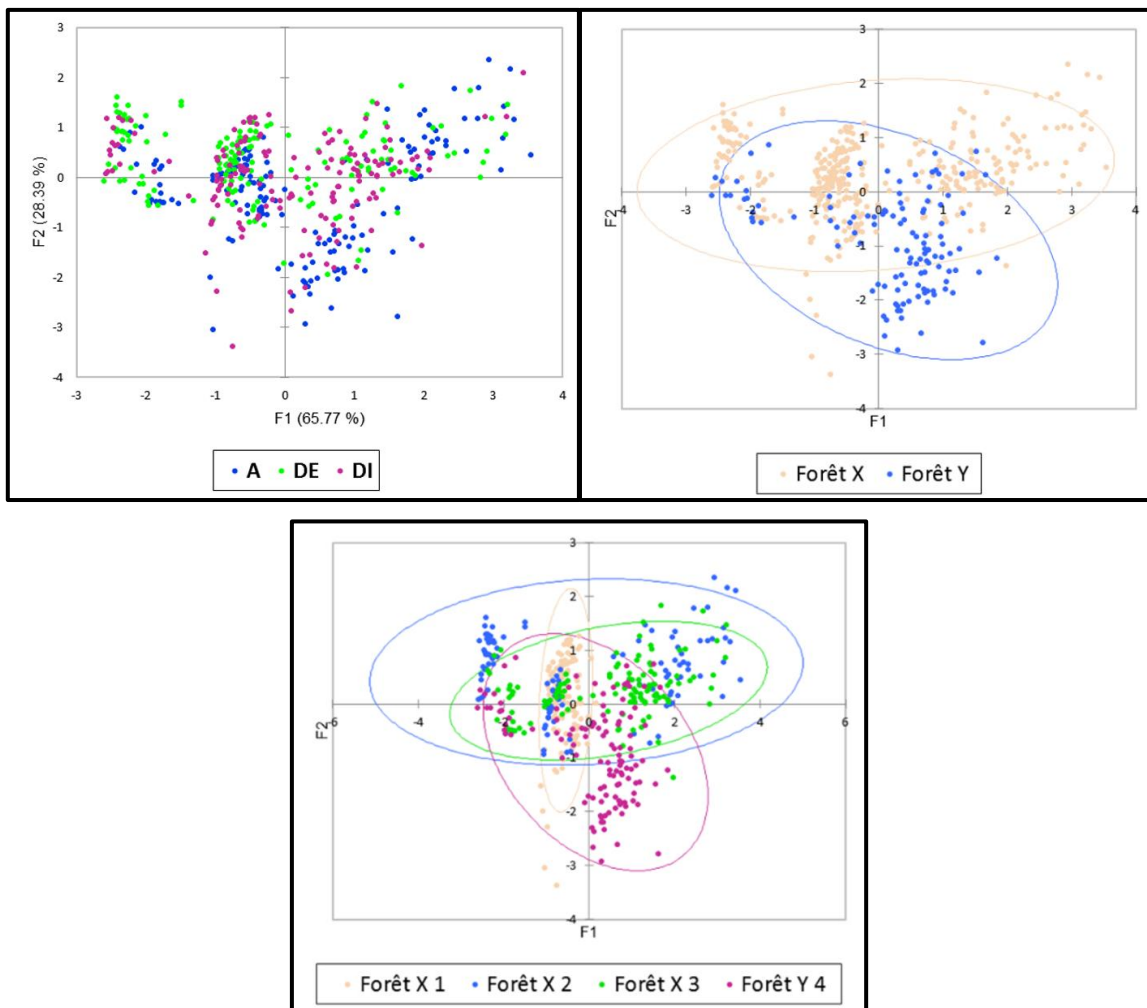 3
2
1
0
-1
-2
-3
-4
F2 (28.39 %)
-3 -2 -1 0 1 2 3 4
F1 (65.77 %)
A DE DI
3
2
1
0
-1
-2
-3
-4
F2
-4 -3 -2 -1 0 1 2 3 4
F1
Forêt X Forêt Y
3
2
1
0
-1
-2
-3
-4
F2
-6 -4 -2 0 2 4 6
F1
Forêt X 1 Forêt X 2 Forêt X 3 Forêt Y 4